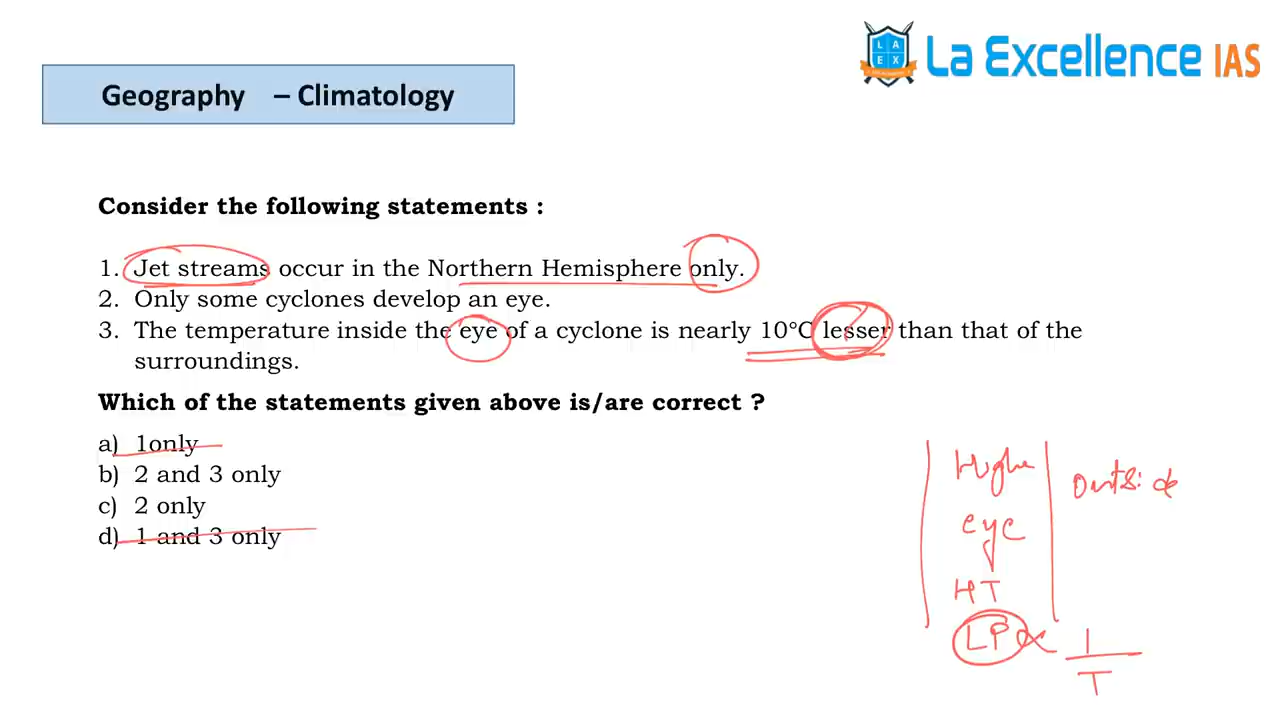 LAEX
La Excellence IAS
Geography – Climatology
Consider the following statements :
1. Jet streams occur in the Northern Hemisphere only.
2. Only some cyclones develop an eye.
3. The temperature inside the eye of a cyclone is nearly 10°C lesser than that of the
surroundings.
Which of the statements given above is/are correct ?
a) 1only
b) 2 and 3 only
c) 2 only
d) 1 and 3 only
eye
HT
LP ∝ 1/T